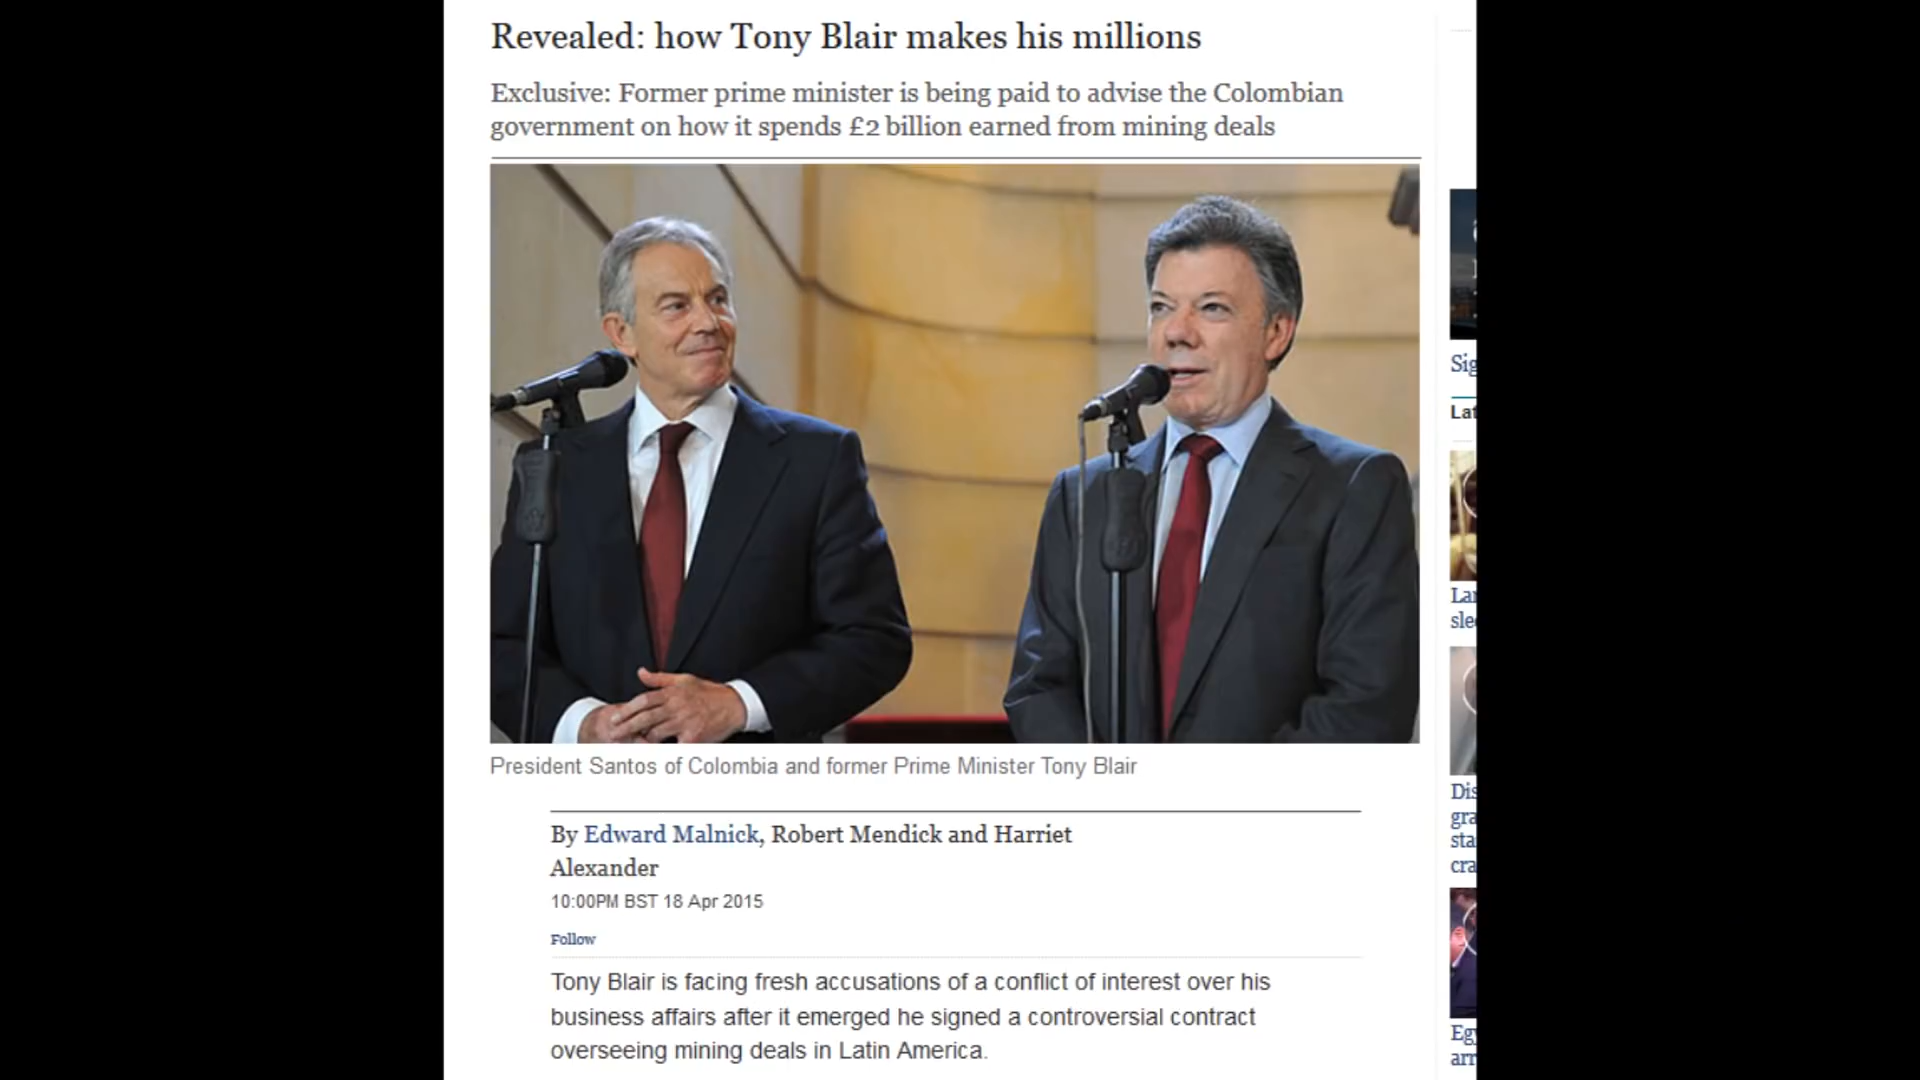 Revealed: how Tony Blair makes his millions
Exclusive: Former prime minister is being paid to advise the Colombian
government on how it spends £2 billion earned from mining deals
President Santos of Colombia and former Prime Minister Tony Blair
By Edward Malnick, Robert Mendick and Harriet
Alexander
10:00PM BST 18 Apr 2015
Follow
Tony Blair is facing fresh accusations of a conflict of interest over his
business affairs after it emerged he signed a controversial contract
overseeing mining deals in Latin America.